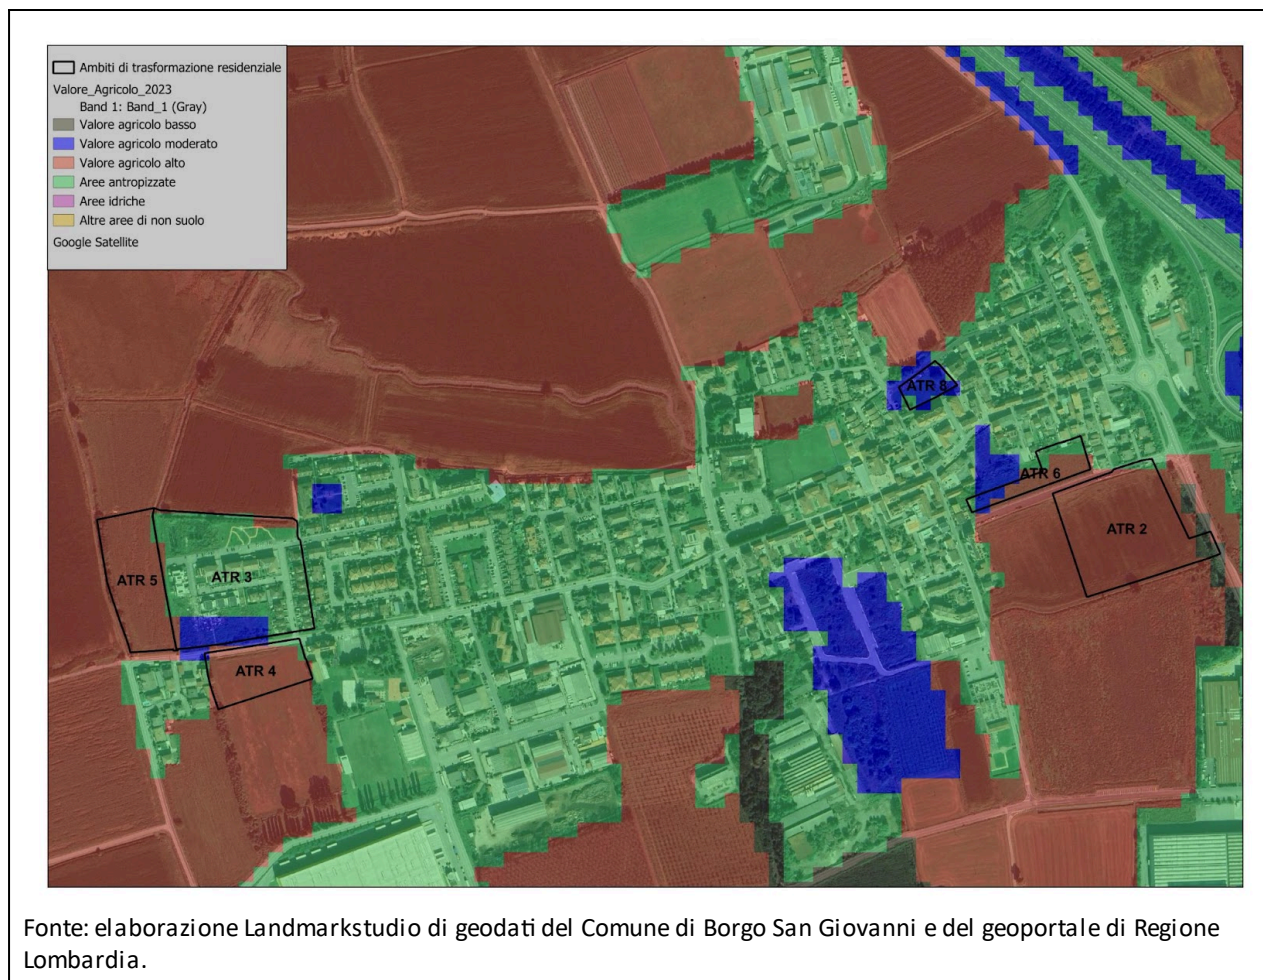 Ambiti di trasformazione residenziale
Valore_Agricolo_2023
Band 1: Band_1 (Gray)
Valore agricolo basso
Valore agricolo moderato
Valore agricolo alto
Aree antropizzate
Aree idriche
Altre aree di non suolo
Google Satellite
ATR 8
ATR 6
ATR 2
ATR 5
ATR 3
ATR 4
Fonte: elaborazione Landmarkstudio di geodati del Comune di Borgo San Giovanni e del geoportale di Regione
Lombardia.